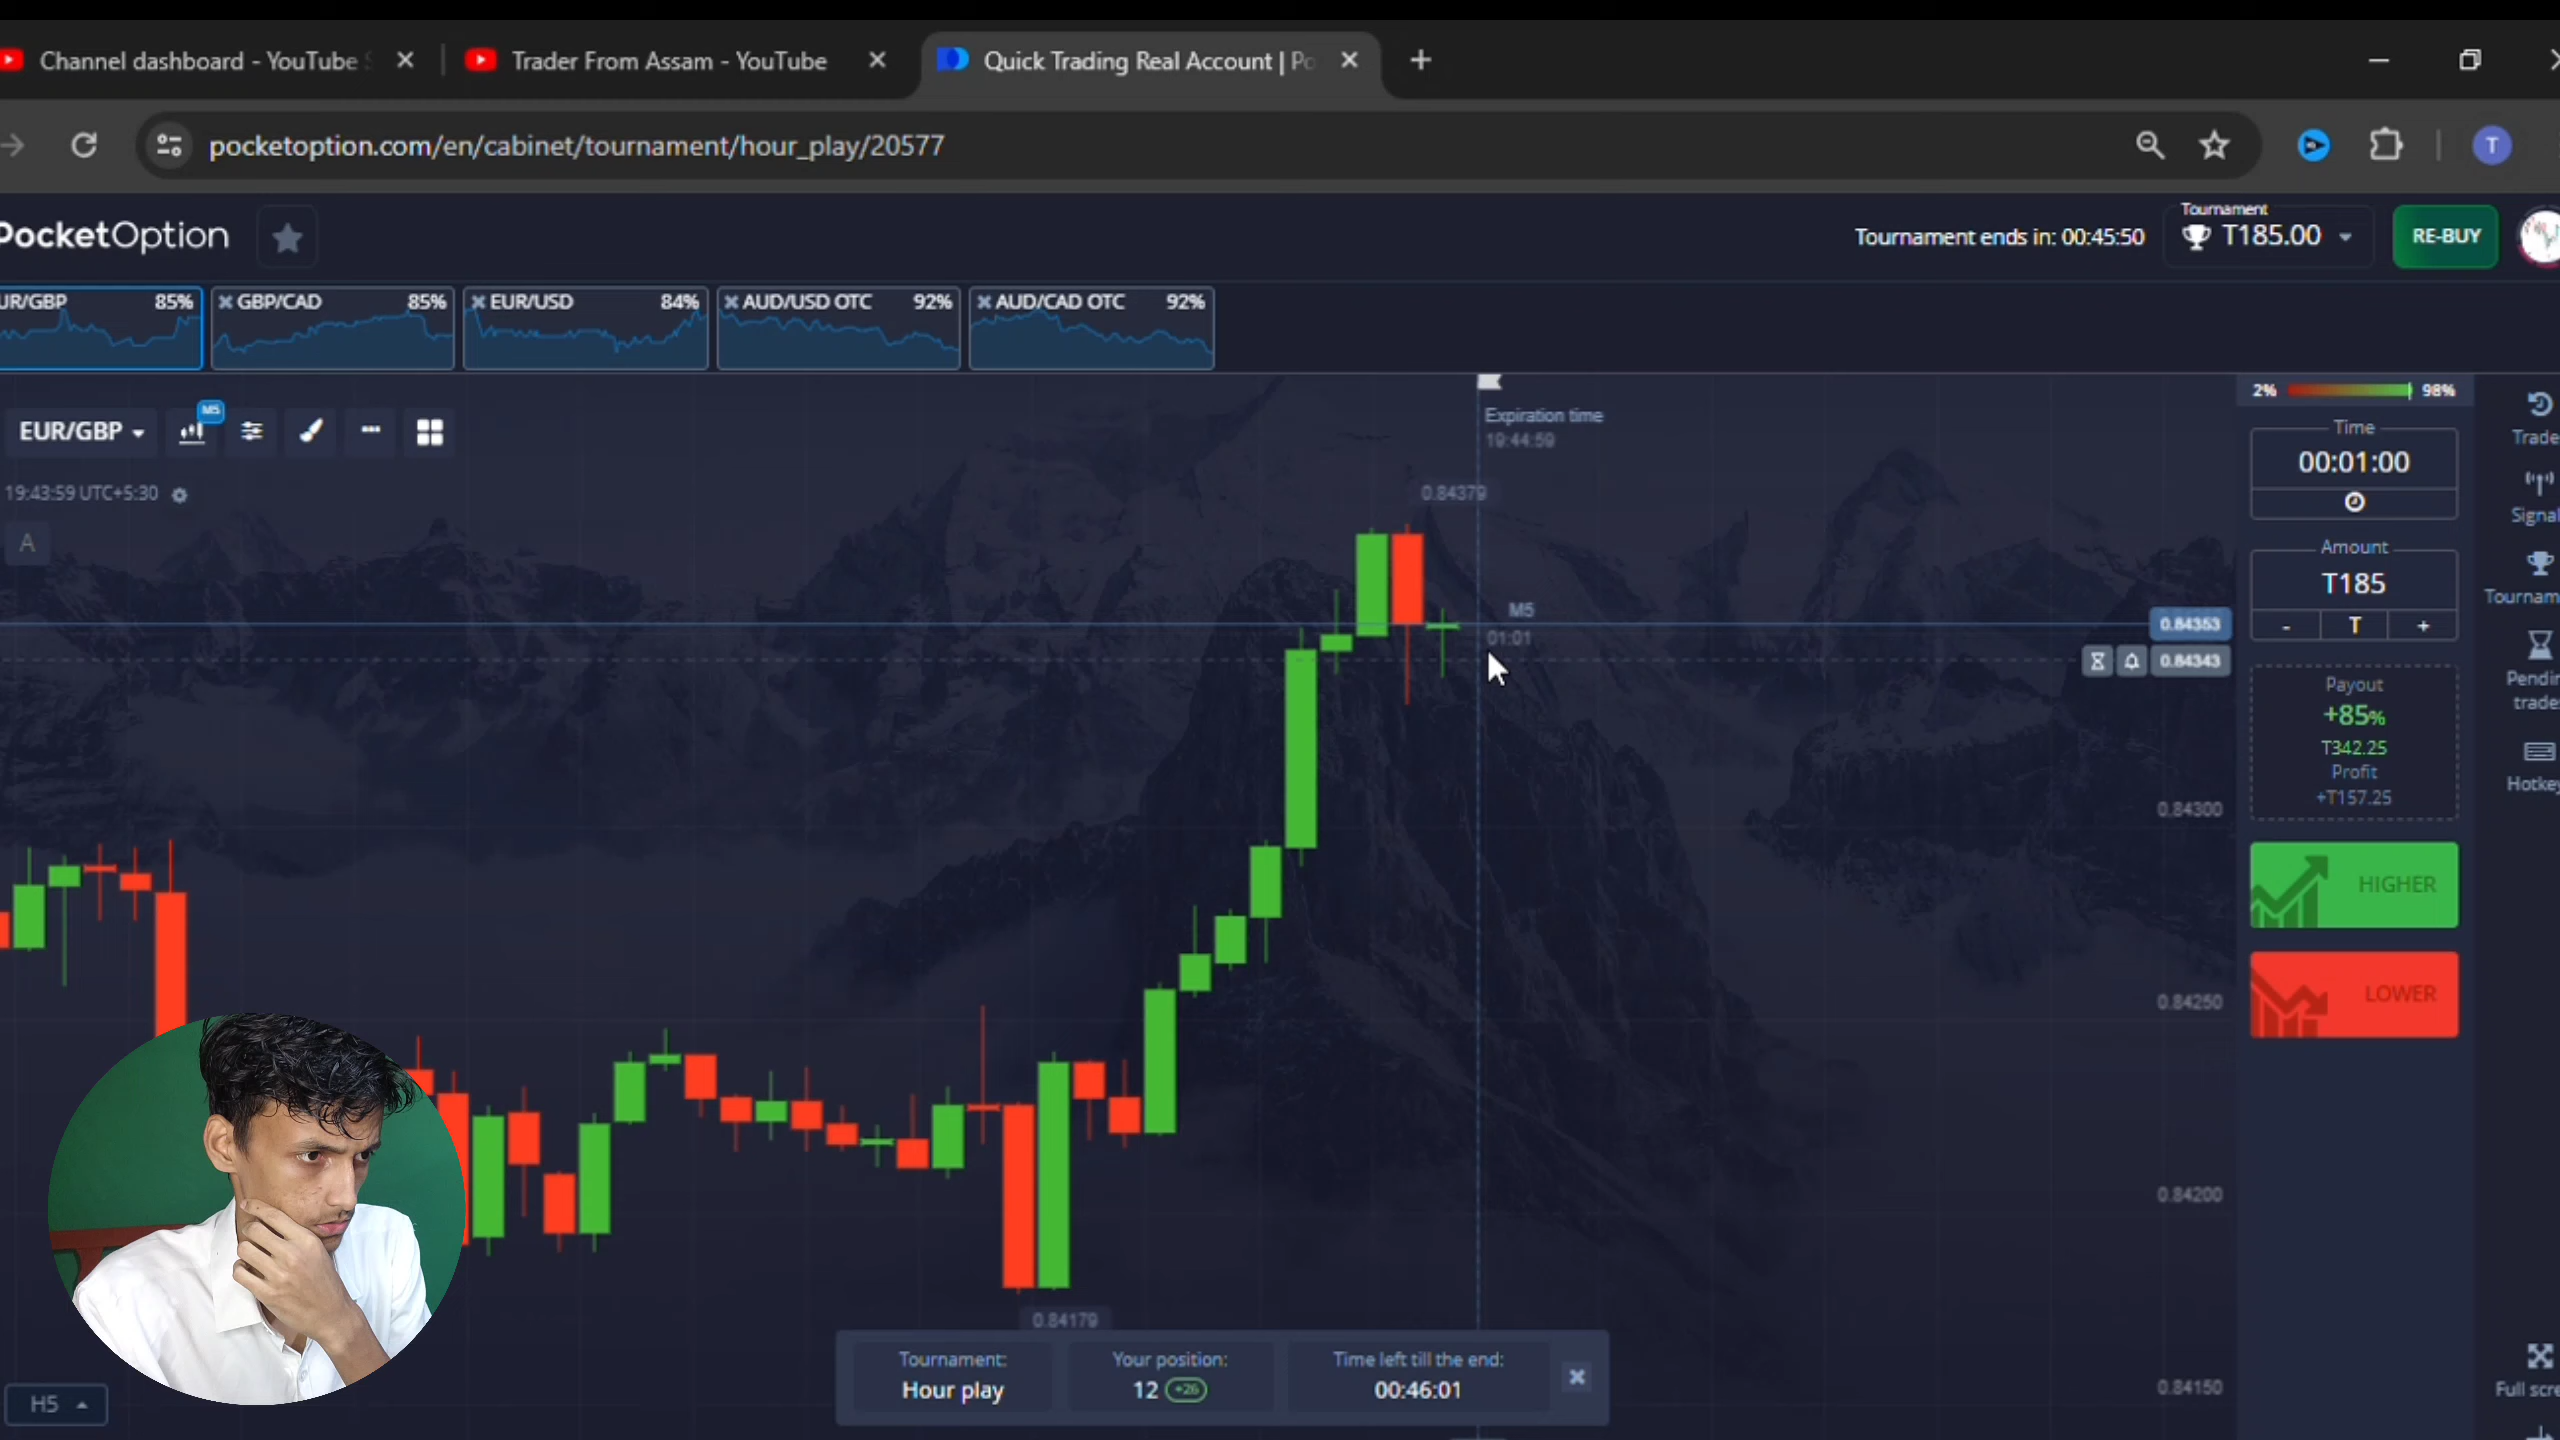 Channel dashboard - YouTube
Trader From Assam - YouTube
Quick Trading Real Account |
pocketoption.com/en/cabinet/tournament/hour_play/20577
T
PocketOption
Tournament ends in: 00:45:50
Tournament
T185.00
RE-BUY
UR/GBP 85%
GBP/CAD 85%
EUR/USD 84%
AUD/USD OTC 92%
AUD/CAD OTC 92%
EUR/GBP
M5
19:43:59 UTC+5:30
A
Expiration time
19:44:59
0.84379
M5
01:01
0.84353
0.84343
0.84300
0.84250
0.84200
0.84150
0.84179
2% 98%
Time
00:01:00
Amount
T185
- T +
Payout
+85%
T342.25
Profit
+T157.25
HIGHER
LOWER
Trade
Signal
Tournam
Pendin
trade
Hotkey
Full scre
H5
Tournament:
Hour play
Your position:
12 +26
Time left till the end:
00:46:01